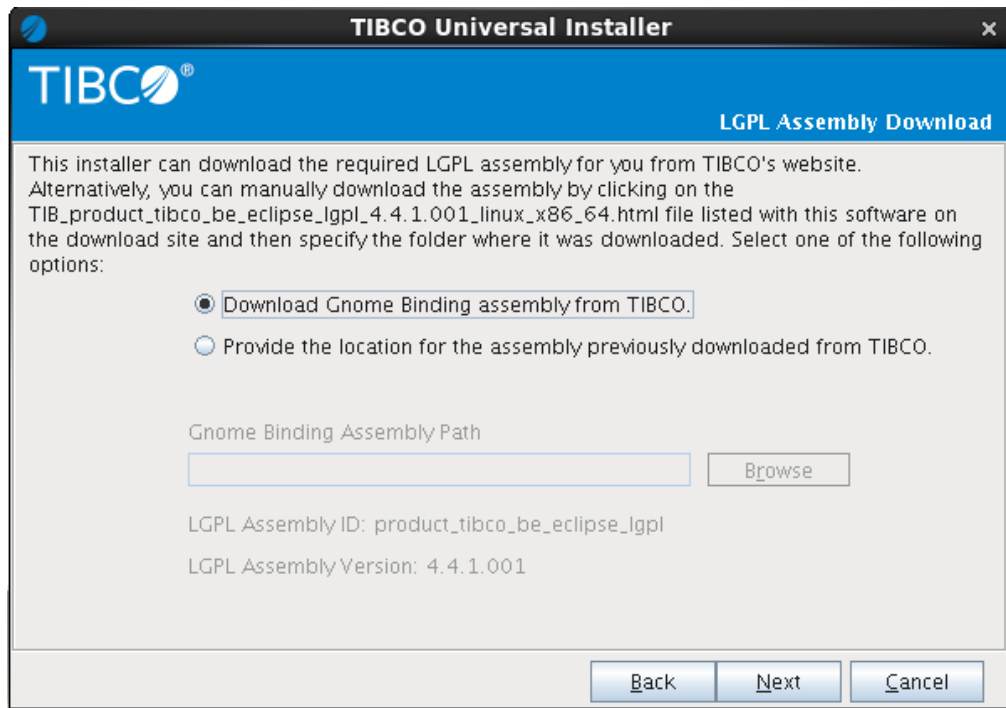 TIBCO Universal Installer
TIBCO®
LGPL Assembly Download
This installer can download the required LGPL assembly for you from TIBCO's website.
Alternatively, you can manually download the assembly by clicking on the
TIB_product_tibco_be_eclipse_lgpl_4.4.1.001_linux_x86_64.html file listed with this software on
the download site and then specify the folder where it was downloaded. Select one of the following
options:
Download Gnome Binding assembly from TIBCO.
Provide the location for the assembly previously downloaded from TIBCO.
Gnome Binding Assembly Path
Browse
LGPL Assembly ID: product_tibco_be_eclipse_lgpl
LGPL Assembly Version: 4.4.1.001
Back Next Cancel